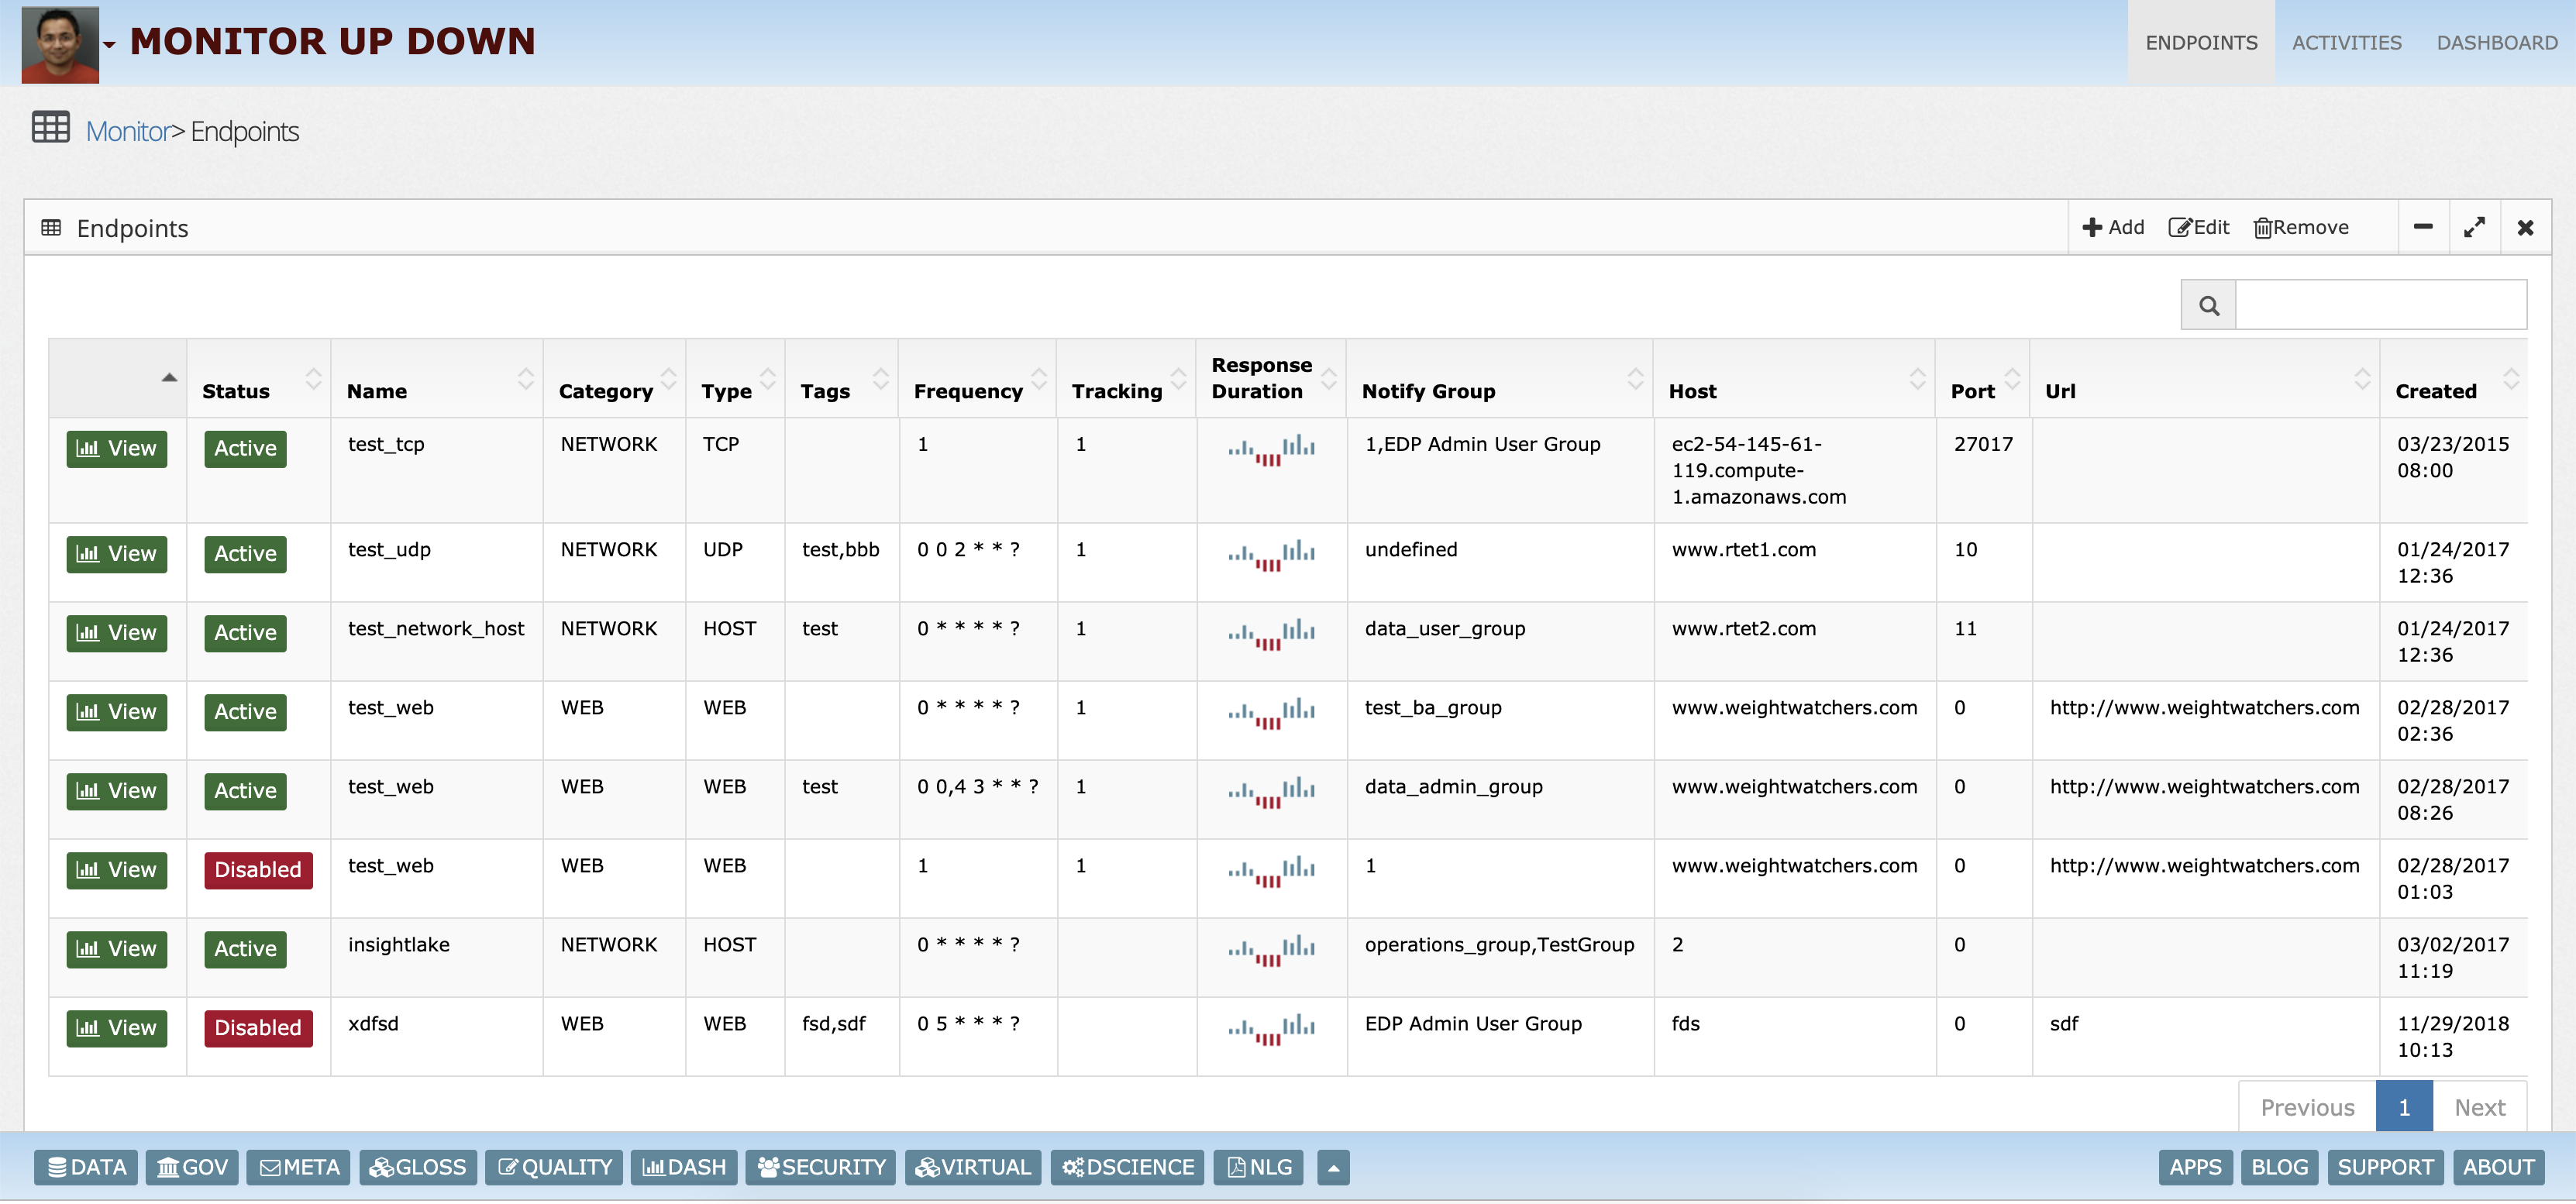 MONITOR UP DOWN
ENDPOINTS ACTIVITIES DASHBOARD
Monitor> Endpoints
Endpoints
Add Edit Remove
Status Name Category Type Tags Frequency Tracking Response Duration Notify Group Host Port Url Created
View Active test_tcp NETWORK TCP 1 1 1,EDP Admin User Group ec2-54-145-61- 27017 03/23/2015
119.compute- 08:00
1.amazonaws.com
View Active test_udp NETWORK UDP test,bbb 0 0 2 * * ? 1 undefined www.rtet1.com 10 01/24/2017
12:36
View Active test_network_host NETWORK HOST test 0 * * * * ? 1 data_user_group www.rtet2.com 11 01/24/2017
12:36
View Active test_web WEB WEB 0 * * * * ? 1 test_ba_group www.weightwatchers.com 0 http://www.weightwatchers.com 02/28/2017
02:36
View Active test_web WEB WEB test 0 0,4 3 * * ? 1 data_admin_group www.weightwatchers.com 0 http://www.weightwatchers.com 02/28/2017
08:26
View Disabled test_web WEB WEB 1 1 1 www.weightwatchers.com 0 http://www.weightwatchers.com 02/28/2017
01:03
View Active insightlake NETWORK HOST 0 * * * * ? operations_group,TestGroup 2 0 03/02/2017
11:19
View Disabled xdfsd WEB WEB fsd,sdf 0 5 * * * ? EDP Admin User Group fds 0 sdf 11/29/2018
10:13
Previous 1 Next
DATA GOV META GLOSS QUALITY DASH SECURITY VIRTUAL DSCIENCE NLG APPS BLOG SUPPORT ABOUT